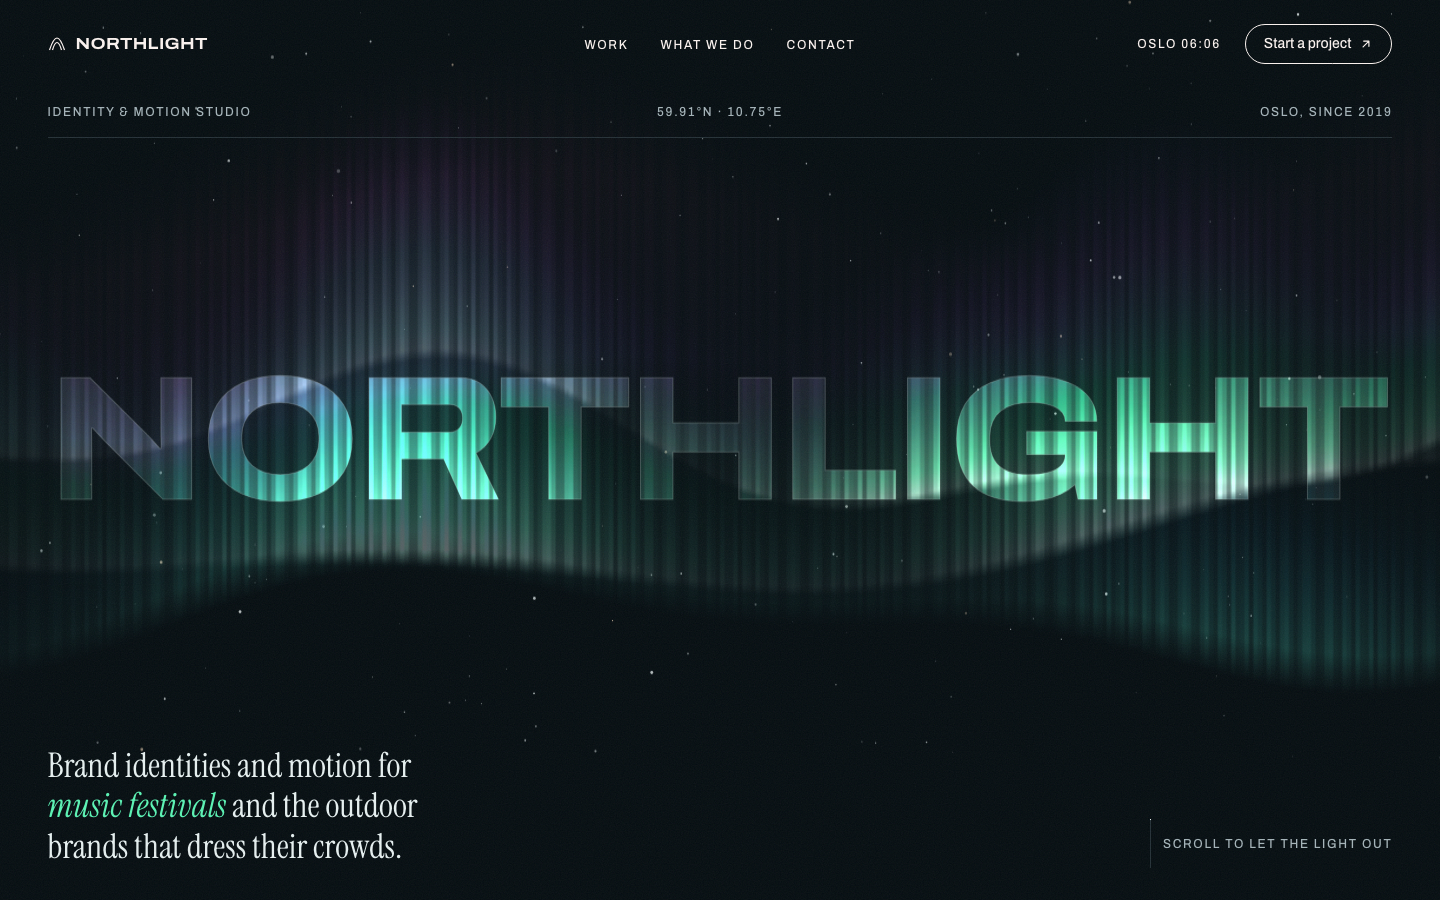 NORTHLIGHT
WORK
WHAT WE DO
CONTACT
OSLO 06:06
Start a project
IDENTITY & MOTION STUDIO
59.91°N · 10.75°E
OSLO, SINCE 2019
NORTHLIGHT
Brand identities and motion for
music festivals and the outdoor
brands that dress their crowds.
SCROLL TO LET THE LIGHT OUT